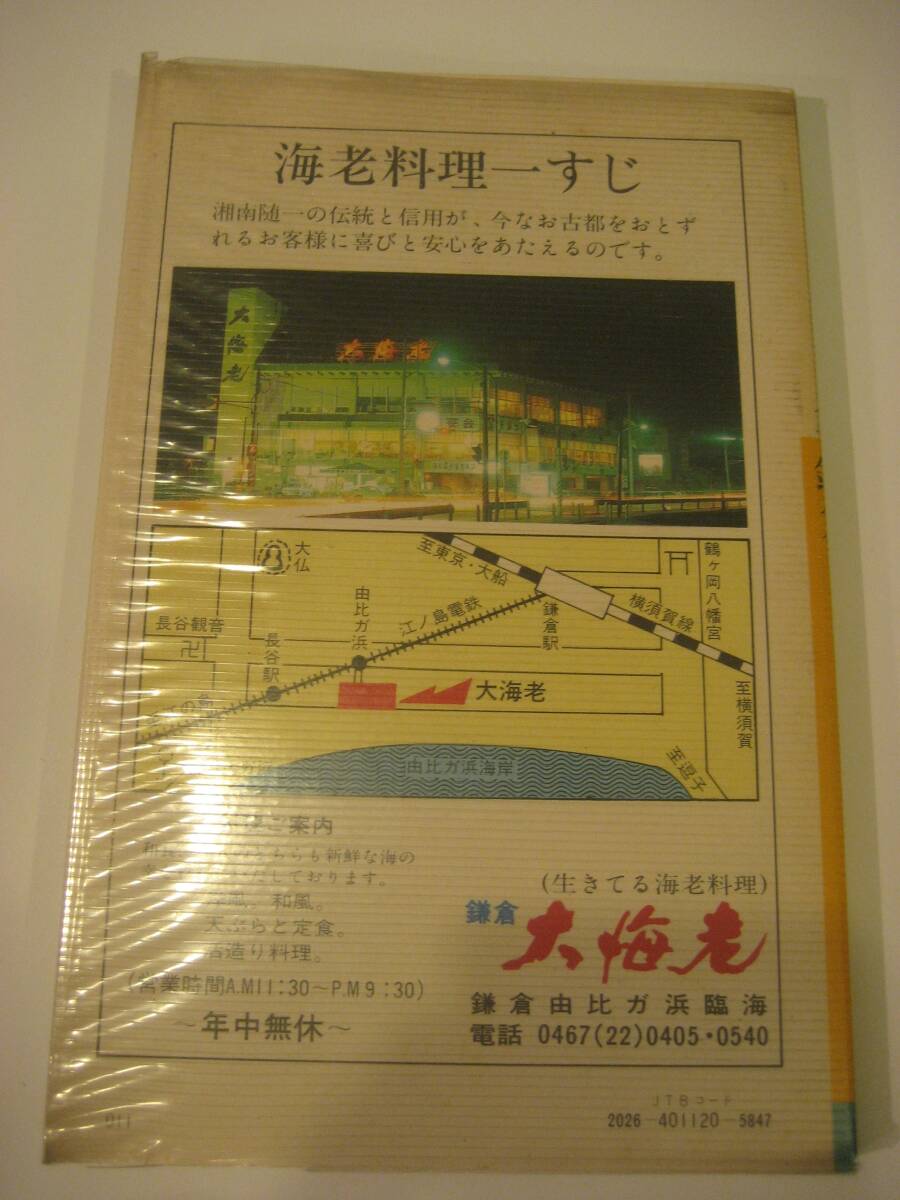 海老料理一すじ
湘南随一の伝統と信用が、今なお古都をおとず
れるお客様に喜びと安心をあたえるのです。
大海老
大海老
大仏
至東京・大船
鶴ヶ岡八幡宮
由比ガ浜
江ノ島電鉄
鎌倉駅
横須賀線
長谷観音
卍
長谷駅
大海老
至横須賀
由比ガ浜海岸
至逗子
ご案内
どちらも新鮮な海の
しております。
和風。
天ぷらと定食。
活造り料理。
(営業時間A.M11:30〜P.M9:30)
〜年中無休〜
(生きてる海老料理)
鎌倉
大海老
鎌倉由比ガ浜臨海
電話 0467(22)0405・0540
JTBコード
011
2026-401120-5847